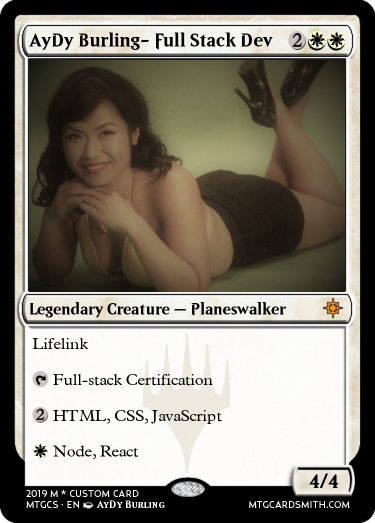 AyDy Burling– Full Stack Dev 2
Legendary Creature — Planeswalker
Lifelink
Full-stack Certification
2 HTML, CSS, JavaScript
Node, React
4/4
2019 M * CUSTOM CARD
MTGCS • EN AyDy Burling
MTGCARDSMITH.COM